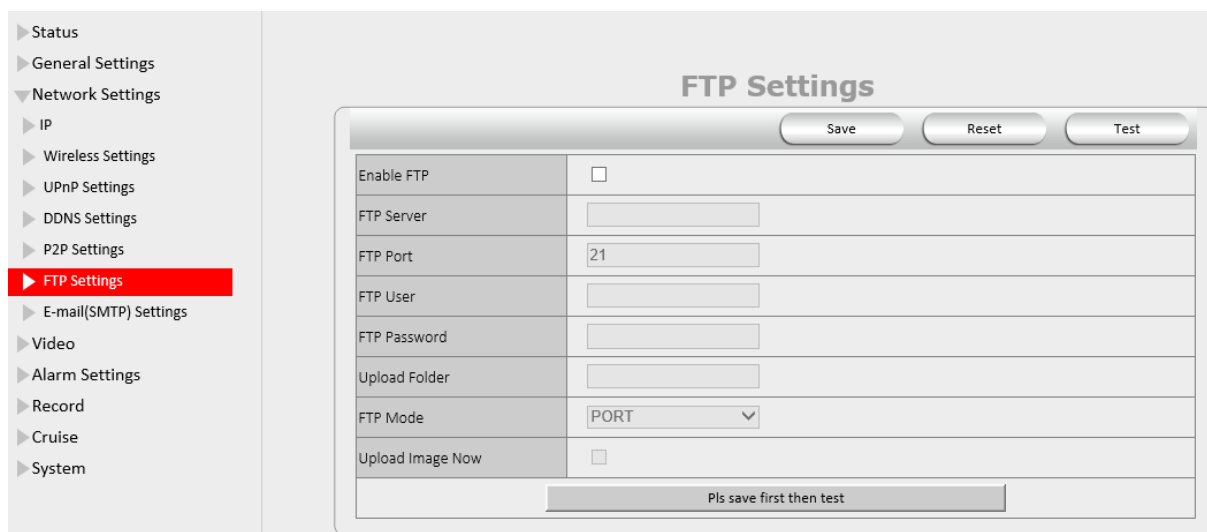 Status
General Settings
Network Settings
IP
Wireless Settings
UPnP Settings
DDNS Settings
P2P Settings
FTP Settings
E-mail(SMTP) Settings
Video
Alarm Settings
Record
Cruise
System
FTP Settings
Save Reset Test
Enable FTP
FTP Server
FTP Port 21
FTP User
FTP Password
Upload Folder
FTP Mode PORT
Upload Image Now
Pls save first then test